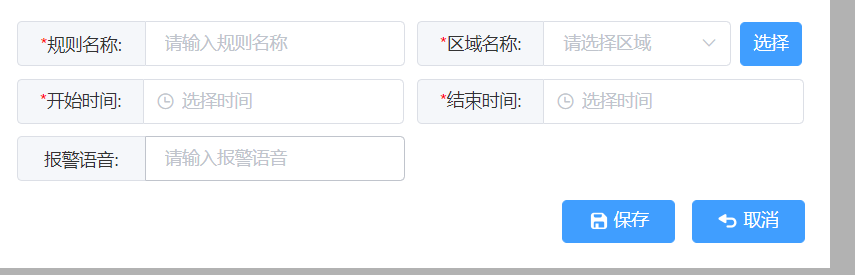 *规则名称: 请输入规则名称 *区域名称: 请选择区域 选择
*开始时间: 选择时间 *结束时间: 选择时间
报警语音: 请输入报警语音
保存 取消